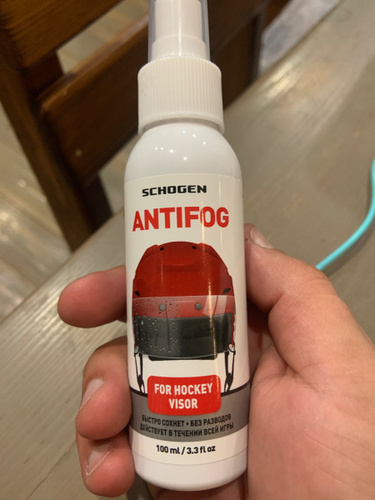 SCHOGEN
ANTIFOG
FOR HOCKEY
VISOR
БЫСТРО СОХНЕТ • БЕЗ РАЗВОДОВ
ДЕЙСТВУЕТ В ТЕЧЕНИИ ВСЕЙ ИГРЫ
100 ml / 3.3 fl oz